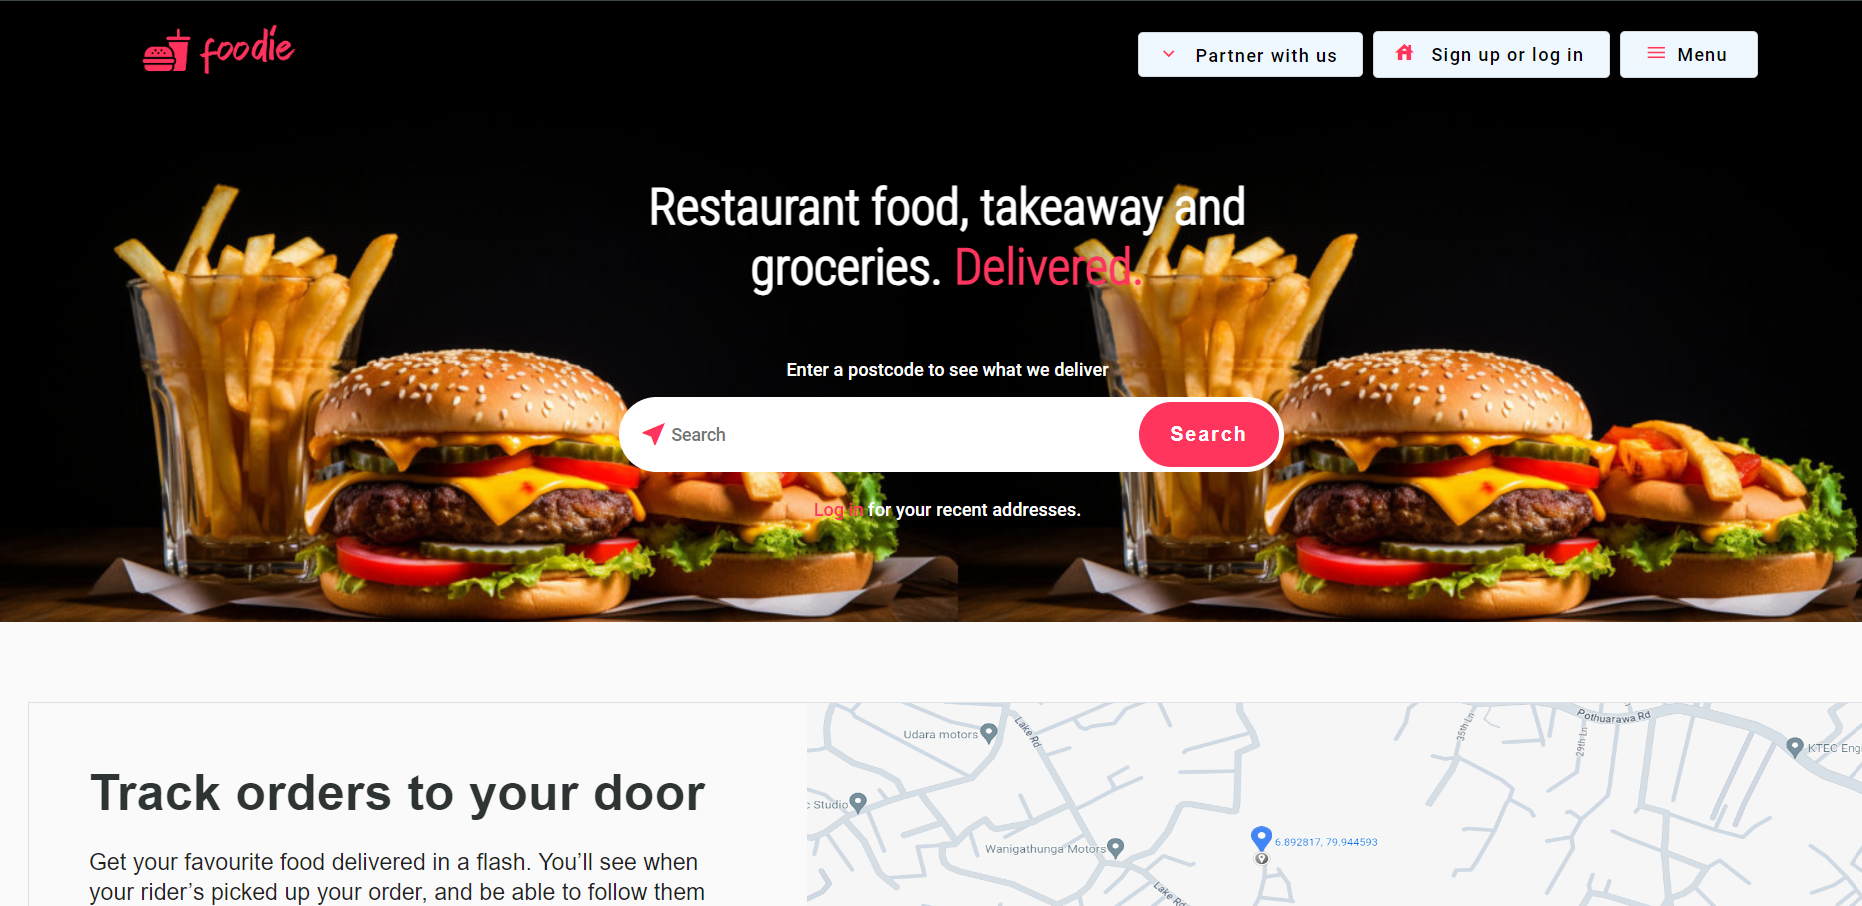 foodie
Partner with us
Sign up or log in
Menu
Restaurant food, takeaway and
groceries. Delivered.
Enter a postcode to see what we deliver
Search
Search
Log in for your recent addresses.
Track orders to your door
Get your favourite food delivered in a flash. You’ll see when
your rider’s picked up your order, and be able to follow them
Udara motors
Lake Rd
35th Ln
Pothuarawa Rd
29th Ln
KTEC Eng
c Studio
Wanigathunga Motors
6.892817, 79.944593
Lake Rd